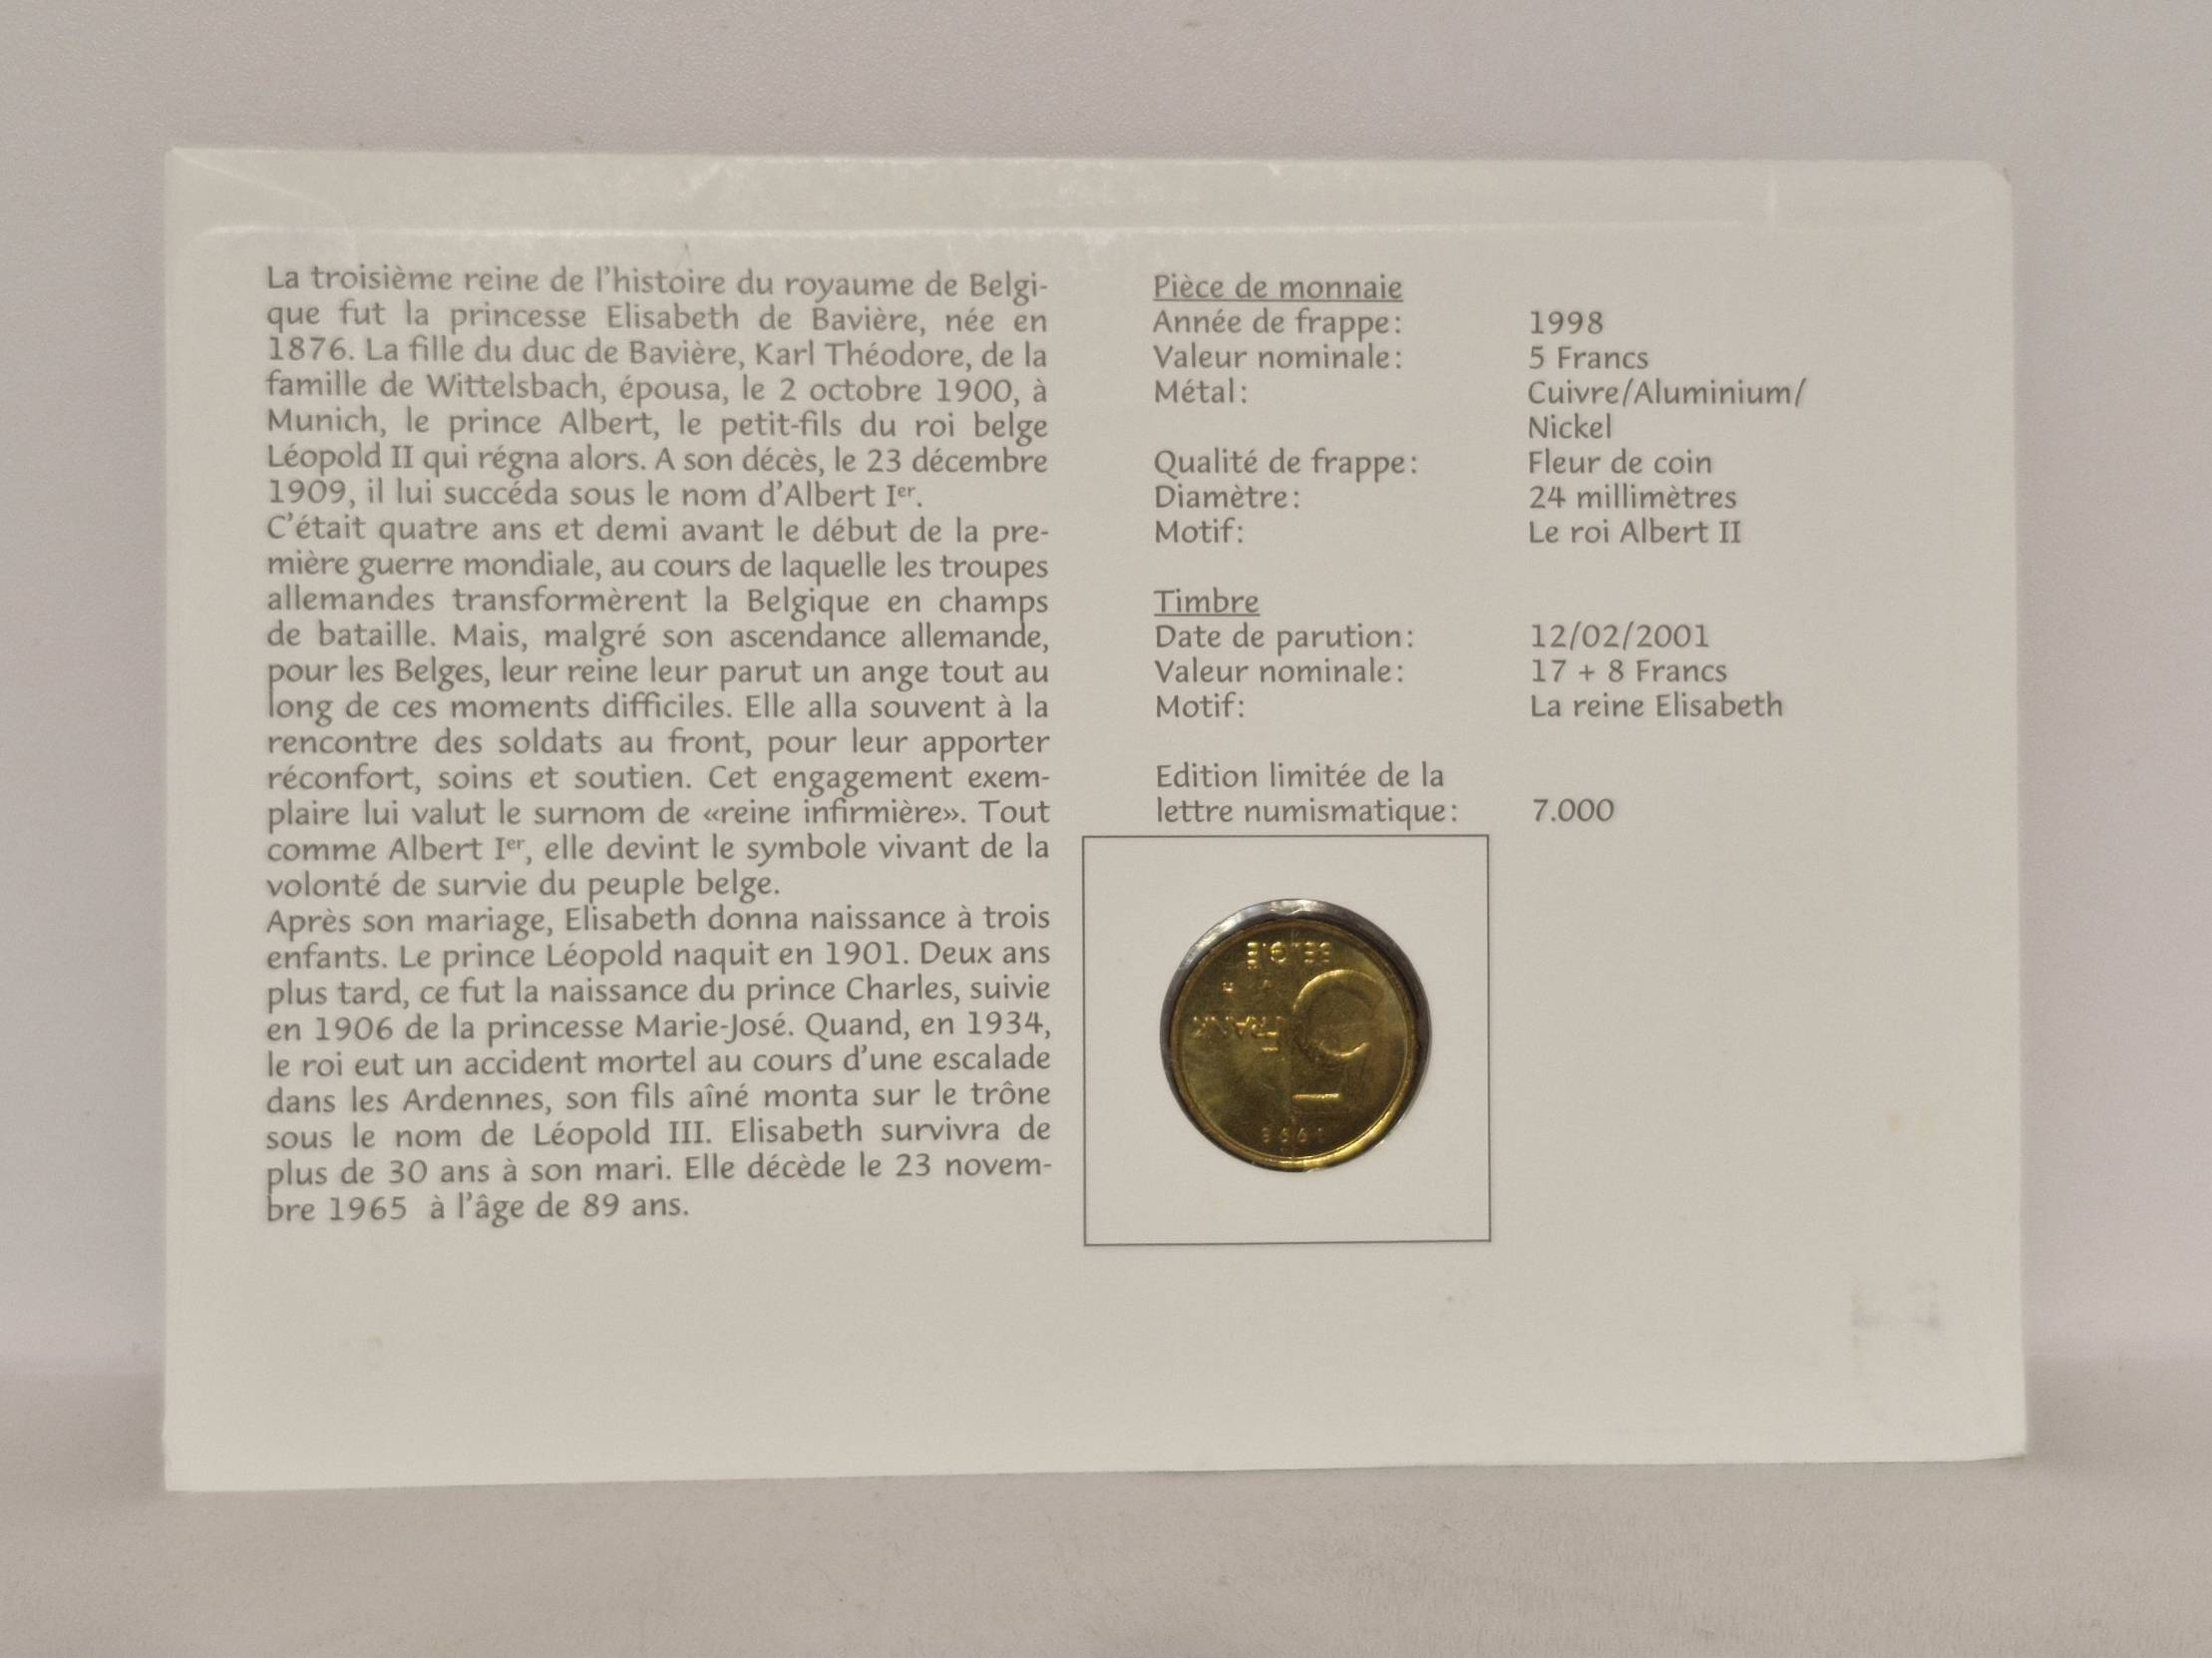 La troisième reine de l'histoire du royaume de Belgi-
que fut la princesse Elisabeth de Bavière, née en
1876. La fille du duc de Bavière, Karl Théodore, de la
famille de Wittelsbach, épousa, le 2 octobre 1900, à
Munich, le prince Albert, le petit-fils du roi belge
Léopold II qui régna alors. A son décès, le 23 décembre
1909, il lui succéda sous le nom d'Albert Ier.
C'était quatre ans et demi avant le début de la pre-
mière guerre mondiale, au cours de laquelle les troupes
allemandes transformèrent la Belgique en champs
de bataille. Mais, malgré son ascendance allemande,
pour les Belges, leur reine leur parut un ange tout au
long de ces moments difficiles. Elle alla souvent à la
rencontre des soldats au front, pour leur apporter
réconfort, soins et soutien. Cet engagement exem-
plaire lui valut le surnom de «reine infirmière». Tout
comme Albert Ier, elle devint le symbole vivant de la
volonté de survie du peuple belge.
Après son mariage, Elisabeth donna naissance à trois
enfants. Le prince Léopold naquit en 1901. Deux ans
plus tard, ce fut la naissance du prince Charles, suivie
en 1906 de la princesse Marie-José. Quand, en 1934,
le roi eut un accident mortel au cours d'une escalade
dans les Ardennes, son fils aîné monta sur le trône
sous le nom de Léopold III. Elisabeth survivra de
plus de 30 ans à son mari. Elle décède le 23 novem-
bre 1965 à l'âge de 89 ans.
Pièce de monnaie
Année de frappe: 1998
Valeur nominale: 5 Francs
Métal: Cuivre/Aluminium/
Nickel
Qualité de frappe: Fleur de coin
Diamètre: 24 millimètres
Motif: Le roi Albert II
Timbre
Date de parution: 12/02/2001
Valeur nominale: 17 + 8 Francs
Motif: La reine Elisabeth
Edition limitée de la
lettre numismatique: 7.000
1998
5
FRANK
BELGIE